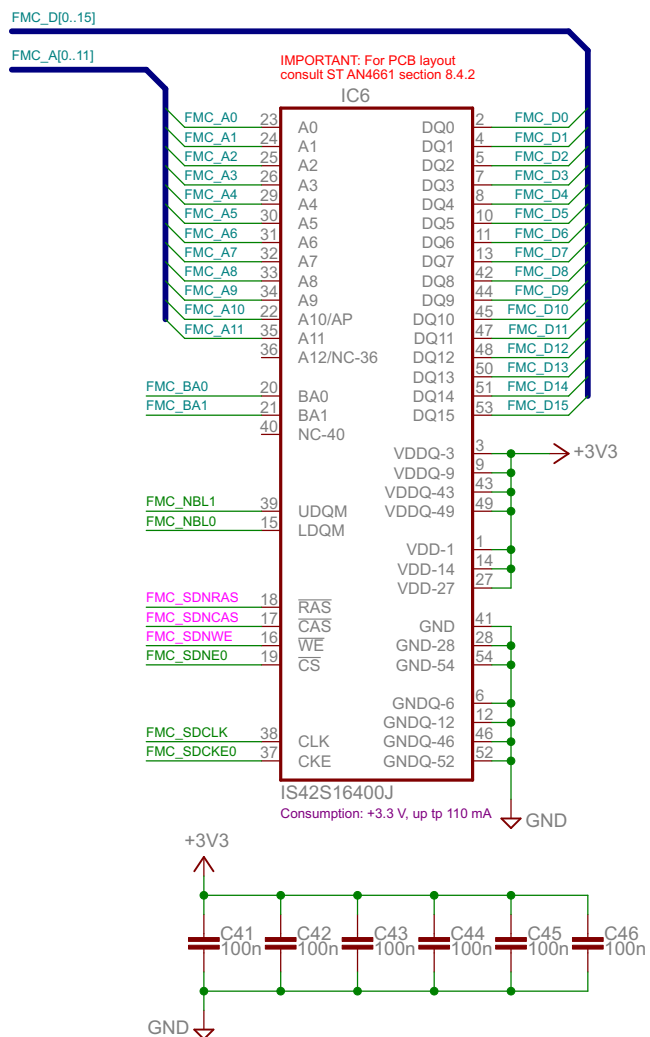 FMC_D[0..15]
FMC_A[0..11]
IMPORTANT: For PCB layout
consult ST AN4661 section 8.4.2
IC6
FMC_A0 23 A0 DQ0 2 FMC_D0
FMC_A1 24 A1 DQ1 4 FMC_D1
FMC_A2 25 A2 DQ2 5 FMC_D2
FMC_A3 26 A3 DQ3 7 FMC_D3
FMC_A4 29 A4 DQ4 8 FMC_D4
FMC_A5 30 A5 DQ5 10 FMC_D5
FMC_A6 31 A6 DQ6 11 FMC_D6
FMC_A7 32 A7 DQ7 13 FMC_D7
FMC_A8 33 A8 DQ8 42 FMC_D8
FMC_A9 34 A9 DQ9 44 FMC_D9
FMC_A10 22 A10/AP DQ10 45 FMC_D10
FMC_A11 35 A11 DQ11 47 FMC_D11
36 A12/NC-36 DQ12 48 FMC_D12
DQ13 50 FMC_D13
FMC_BA0 20 BA0 DQ14 51 FMC_D14
FMC_BA1 21 BA1 DQ15 53 FMC_D15
40 NC-40
VDDQ-3 3 +3V3
VDDQ-9 9
VDDQ-43 43
FMC_NBL1 39 UDQM VDDQ-49 49
FMC_NBL0 15 LDQM
VDD-1 1
VDD-14 14
VDD-27 27
FMC_SDNRAS 18 RAS
FMC_SDNCAS 17 CAS GND 41
FMC_SDNWE 16 WE GND-28 28
FMC_SDNE0 19 CS GND-54 54
GNDQ-6 6
GNDQ-12 12
FMC_SDCLK 38 CLK GNDQ-46 46
FMC_SDCKE0 37 CKE GNDQ-52 52
IS42S16400J
Consumption: +3.3 V, up tp 110 mA
GND
+3V3
C41 C42 C43 C44 C45 C46
100n 100n 100n 100n 100n 100n
GND